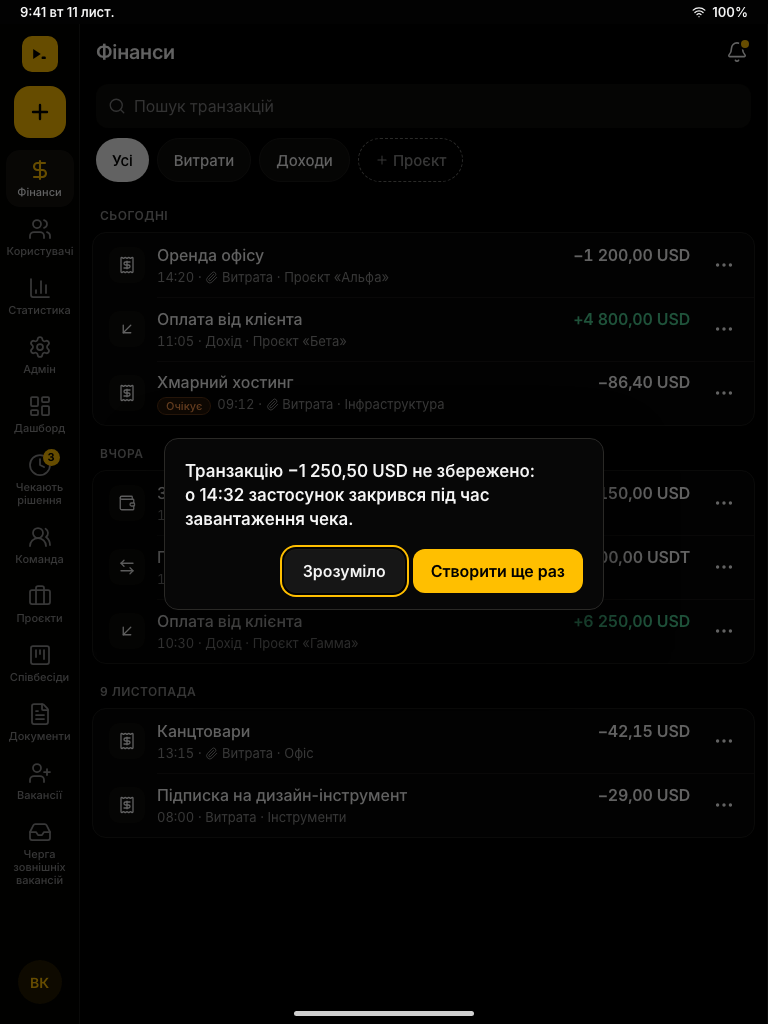 9:41 вт 11 лист.
100%
Фінанси
Пошук транзакцій
Усі
Витрати
Доходи
+ Проєкт
Фінанси
Користувачі
Статистика
Адмін
Дашборд
3
Чекають
рішення
Команда
Проєкти
Співбесіди
Документи
Вакансії
Черга
зовнішніх
вакансій
ВК
СЬОГОДНІ
Оренда офісу
−1 200,00 USD
14:20 · Витрата · Проєкт «Альфа»
Оплата від клієнта
+4 800,00 USD
11:05 · Дохід · Проєкт «Бета»
Хмарний хостинг
−86,40 USD
Очікує 09:12 · Витрата · Інфраструктура
ВЧОРА
Транзакцію −1 250,50 USD не збережено:
о 14:32 застосунок закрився під час
завантаження чека.
Зрозуміло
Створити ще раз
150,00 USD
00,00 USDT
Оплата від клієнта
+6 250,00 USD
10:30 · Дохід · Проєкт «Гамма»
9 ЛИСТОПАДА
Канцтовари
−42,15 USD
13:15 · Витрата · Офіс
Підписка на дизайн-інструмент
−29,00 USD
08:00 · Витрата · Інструменти